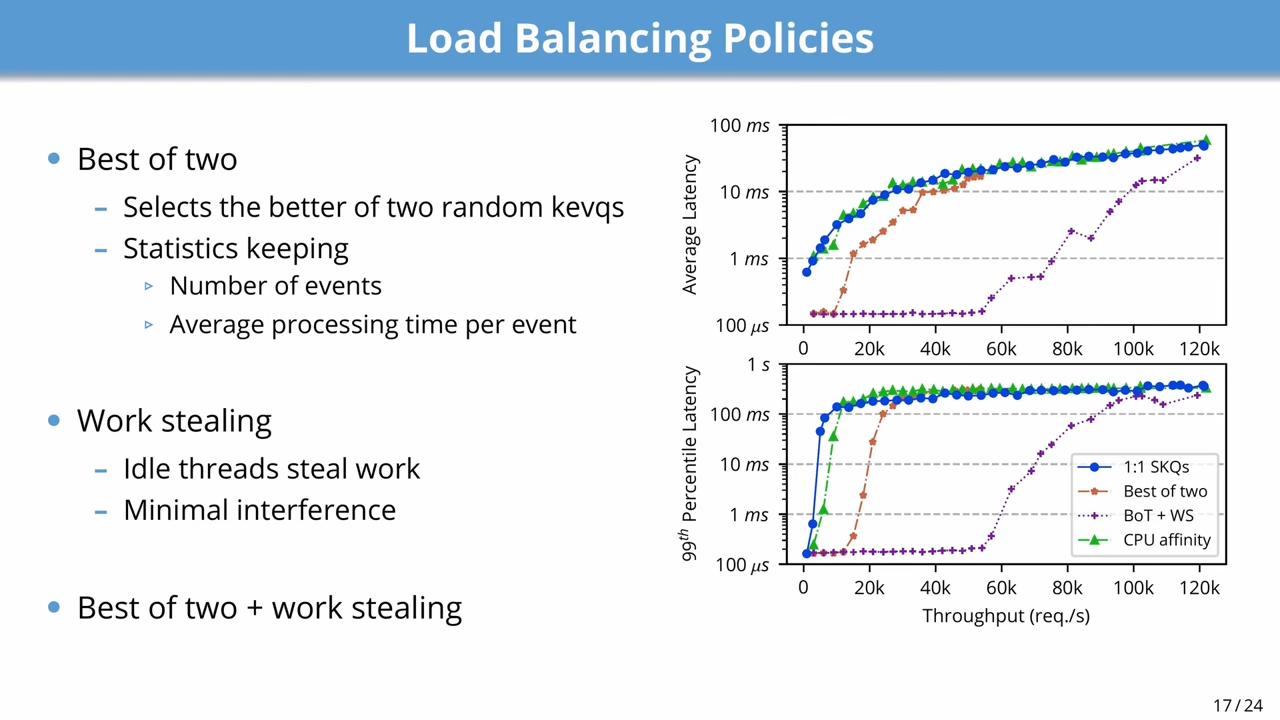 Load Balancing Policies
• Best of two
– Selects the better of two random kevqs
– Statistics keeping
▹ Number of events
▹ Average processing time per event
• Work stealing
– Idle threads steal work
– Minimal interference
• Best of two + work stealing
Average Latency
100 ms
10 ms
1 ms
100 μs
0 20k 40k 60k 80k 100k 120k
99th Percentile Latency
1 s
100 ms
10 ms
1 ms
100 μs
1:1 SKQs
Best of two
BoT + WS
CPU affinity
0 20k 40k 60k 80k 100k 120k
Throughput (req./s)
17 / 24